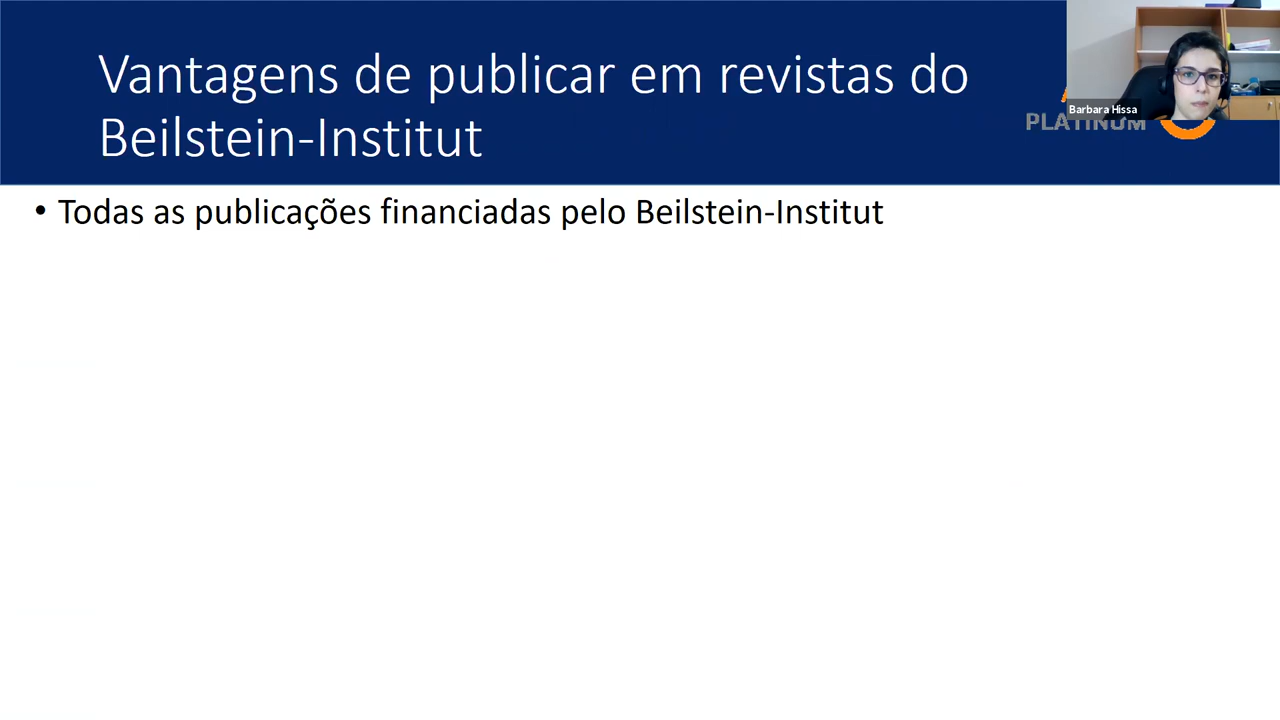 Vantagens de publicar em revistas do
Beilstein-Institut
Barbara Hissa
PLATINUM
• Todas as publicações financiadas pelo Beilstein-Institut